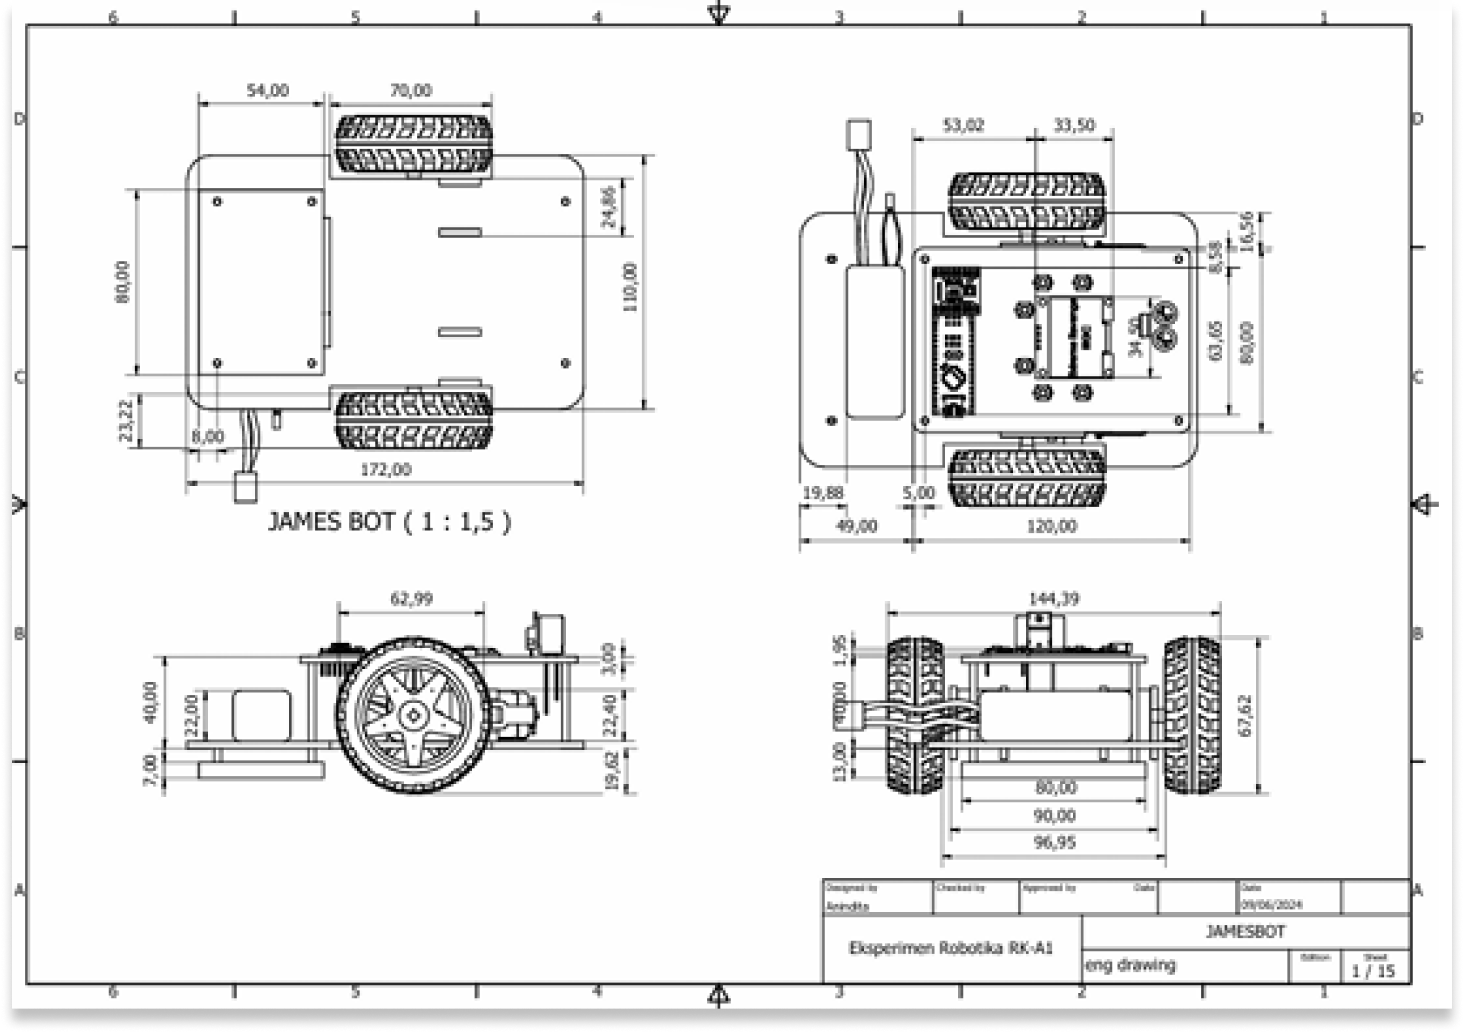 6 5 4 3 2 1
D D
54,00 70,00
53,02 33,50
24,86
16,56
8,58
80,00
110,00
34,50
63,65
80,00
C C
23,22
8,00
172,00
19,88 5,00
49,00 120,00
JAMES BOT ( 1 : 1,5 )
62,99
144,39
B B
1,95
3,00
40,00
22,00
22,40
40,00
67,62
7,00
19,62
13,00
80,00
90,00
96,95
A A
Designed by Checked by Approved by Date Date
Anindita 09/06/2024
Eksperimen Robotika RK-A1
JAMESBOT
eng drawing
Edition Sheet
1 / 15
6 5 4 3 2 1